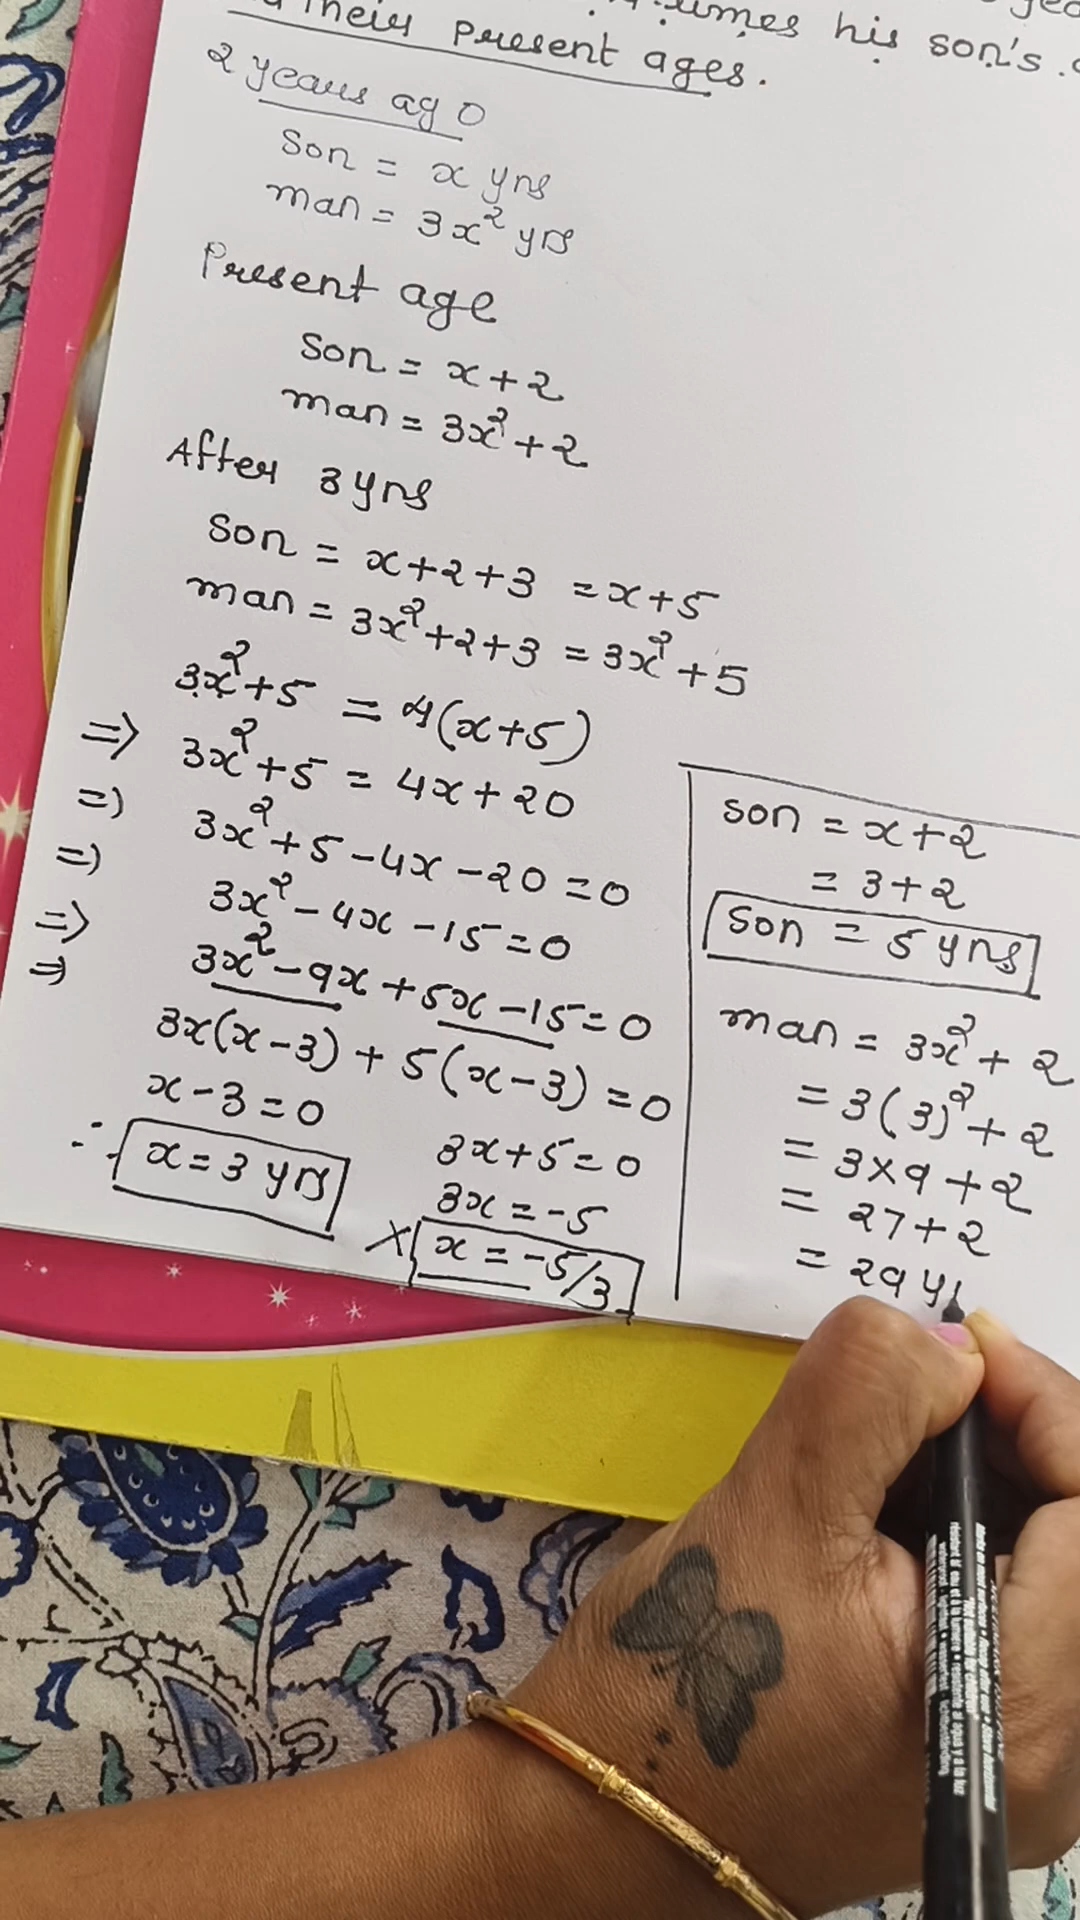 times his son's
their present ages.
2 years ago
Son = x yrs
man = 3x² yrs
Present age
Son = x+2
man = 3x²+2
After 3 yrs
Son = x+2+3 = x+5
man = 3x²+2+3 = 3x²+5
3x²+5 = 4(x+5)
=> 3x²+5 = 4x+20
=> 3x²+5-4x-20=0
=> 3x²-4x-15=0
=> 3x²-9x+5x-15=0
=> 3x(x-3)+5(x-3)=0
x-3=0
∴ x=3 yrs
3x+5=0
3x=-5
× x=-5/3
son = x+2
= 3+2
son = 5 yrs
man = 3x²+2
= 3(3)²+2
= 3×9+2
= 27+2
= 29 y